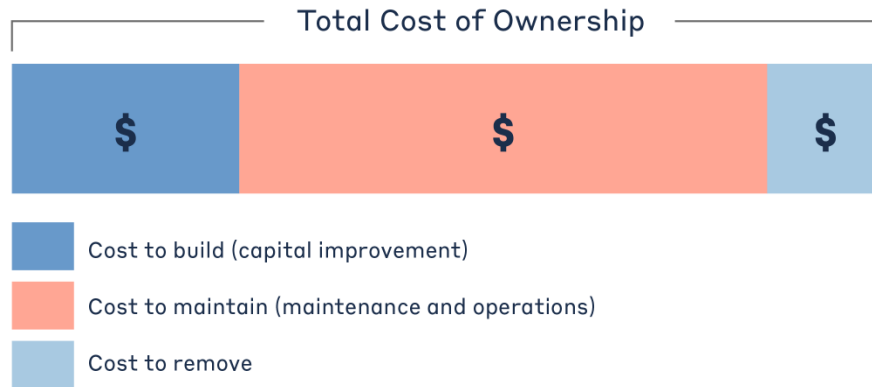 Total Cost of Ownership
$ $ $
Cost to build (capital improvement)
Cost to maintain (maintenance and operations)
Cost to remove